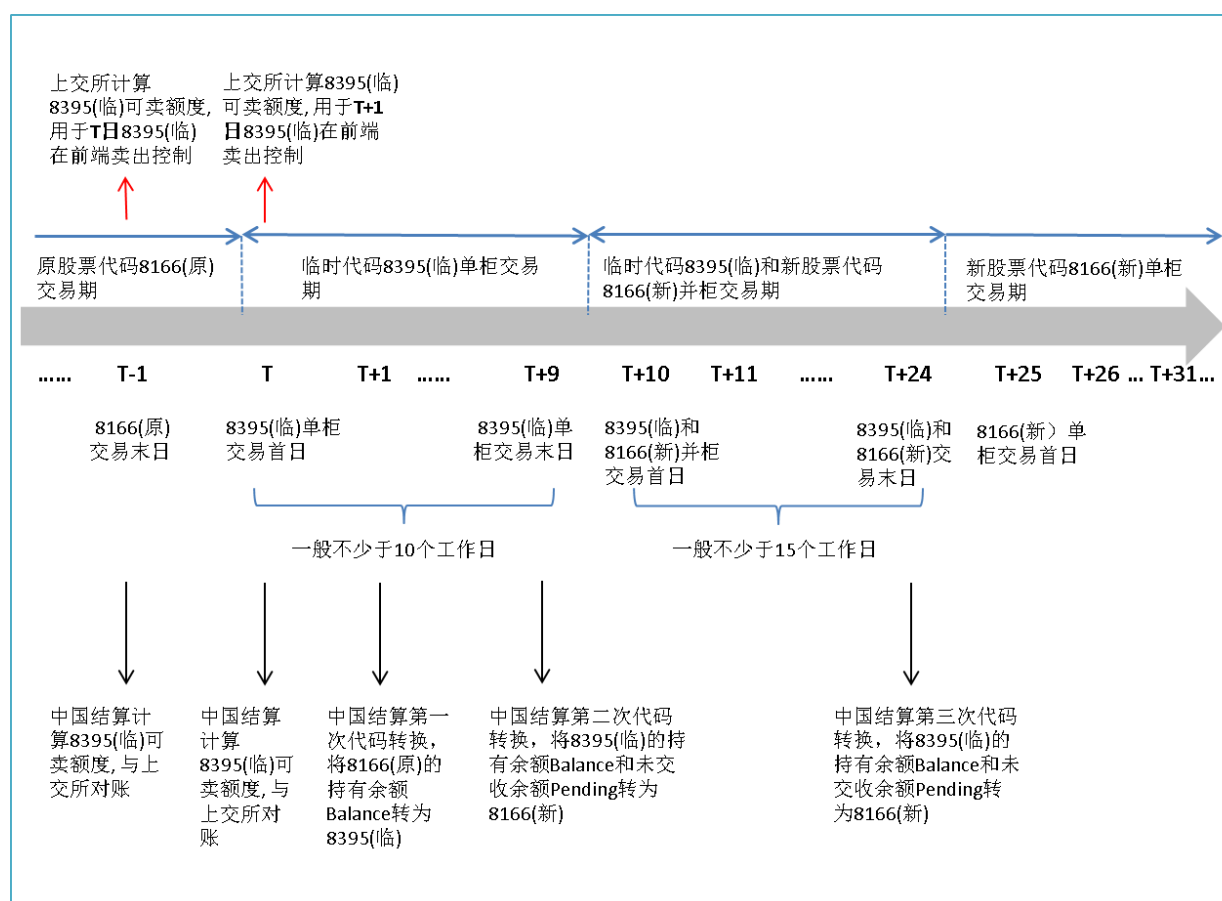 上交所计算
8395(临)可卖额度,
用于T日8395(临)
在前端卖出控制
上交所计算8395(临)
可卖额度, 用于T+1
日8395(临)在前端
卖出控制
原股票代码8166(原)
交易期
临时代码8395(临)单柜交易
期
临时代码8395(临)和新股票代码
8166(新)并柜交易期
新股票代码8166(新)单柜
交易期
...... T-1 T T+1 ...... T+9 T+10 T+11 ...... T+24 T+25 T+26 ... T+31...
8166(原)
交易末日
8395(临)单柜
交易首日
8395(临)单
柜交易末日
8395(临)和
8166(新)并柜
交易首日
8395(临)和
8166(新)交
易末日
8166(新）单
柜交易首日
一般不少于10个工作日
一般不少于15个工作日
中国结算计
算8395(临)可
卖额度, 与上
交所对账
中国结算
计算
8395(临)可
卖额度, 与
上交所对
账
中国结算第一
次代码转换，
将8166(原)的
持有余额
Balance转为
8395(临)
中国结算第二次代码
转换，将8395(临)的持
有余额Balance和未交
收余额Pending转为
8166(新)
中国结算第三次代码
转换，将8395(临)的
持有余额Balance和未
交收余额Pending转
为8166(新)